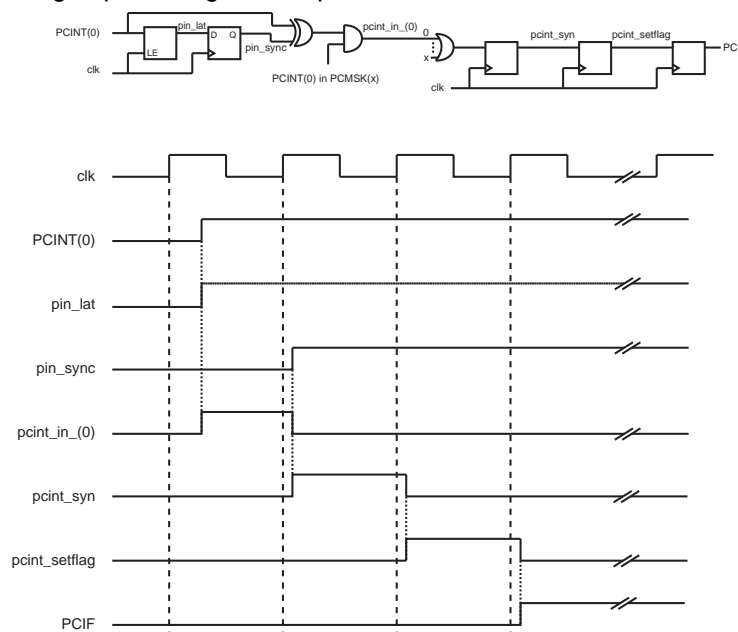 pin_lat
pcint_in_(0)
0
PCINT(0)
D
Q
pcint_syn
pcint_setflag
PC
LE
pin_sync
x
clk
PCINT(0) in PCMSK(x)
clk
clk
PCINT(0)
pin_lat
pin_sync
pcint_in_(0)
pcint_syn
pcint_setflag
PCIF